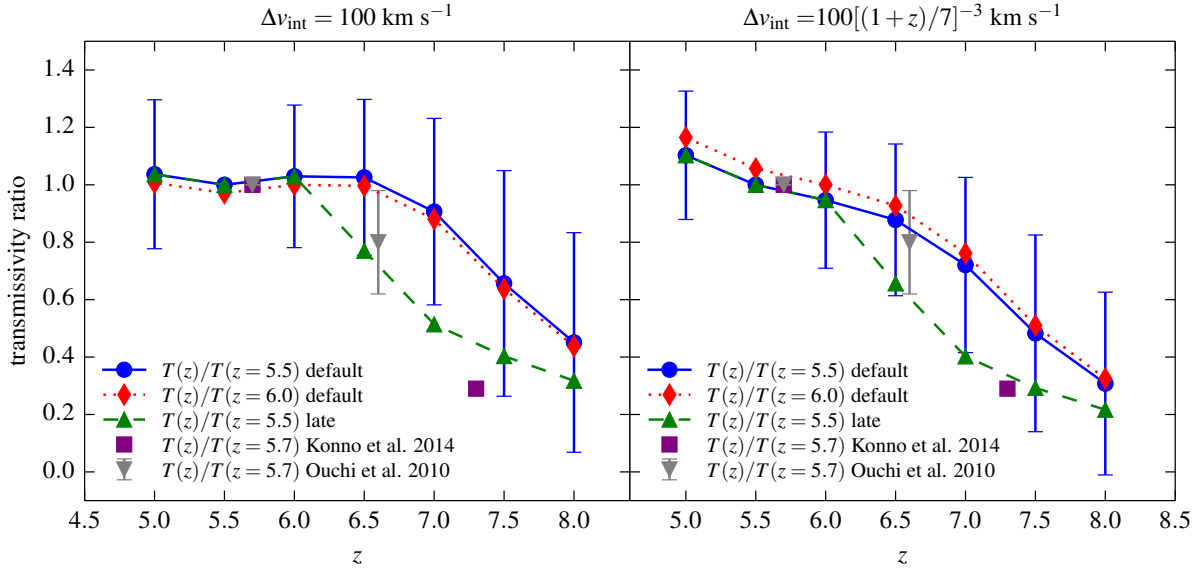 Δv_int = 100 km s⁻¹
Δv_int = 100[(1+z)/7]⁻³ km s⁻¹
transmissivity ratio
1.4
1.2
1.0
0.8
0.6
0.4
0.2
0.0
T(z)/T(z = 5.5) default
T(z)/T(z = 6.0) default
T(z)/T(z = 5.5) late
T(z)/T(z = 5.7) Konno et al. 2014
T(z)/T(z = 5.7) Ouchi et al. 2010
T(z)/T(z = 5.5) default
T(z)/T(z = 6.0) default
T(z)/T(z = 5.5) late
T(z)/T(z = 5.7) Konno et al. 2014
T(z)/T(z = 5.7) Ouchi et al. 2010
4.5 5.0 5.5 6.0 6.5 7.0 7.5 8.0
5.0 5.5 6.0 6.5 7.0 7.5 8.0 8.5
z
z